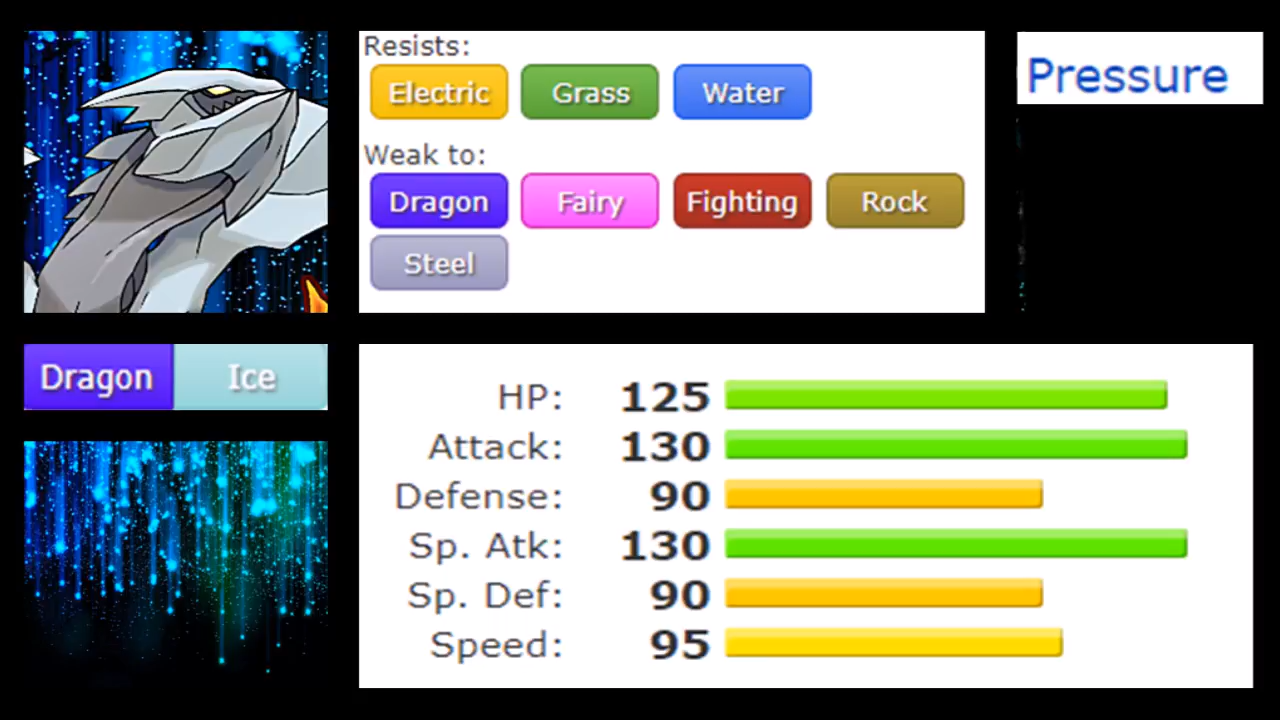 Resists:
Electric Grass Water
Weak to:
Dragon Fairy Fighting Rock
Steel
Pressure
Dragon Ice
HP: 125
Attack: 130
Defense: 90
Sp. Atk: 130
Sp. Def: 90
Speed: 95